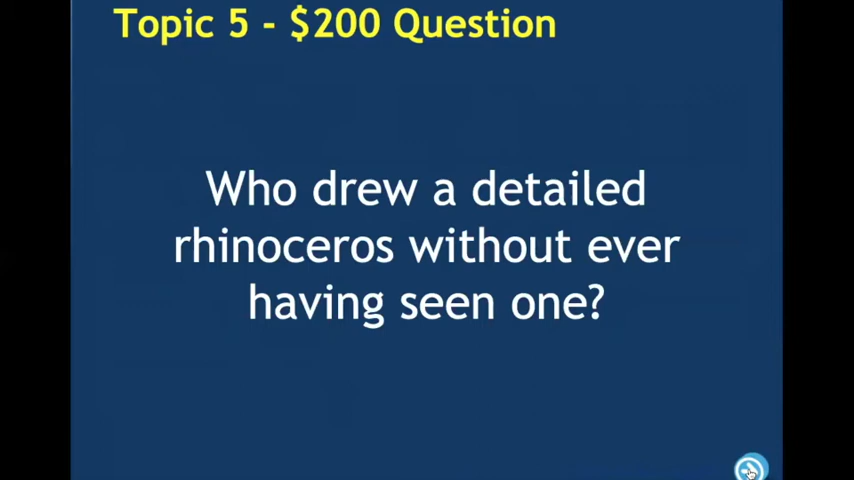 Topic 5 - $200 Question
Who drew a detailed
rhinoceros without ever
having seen one?